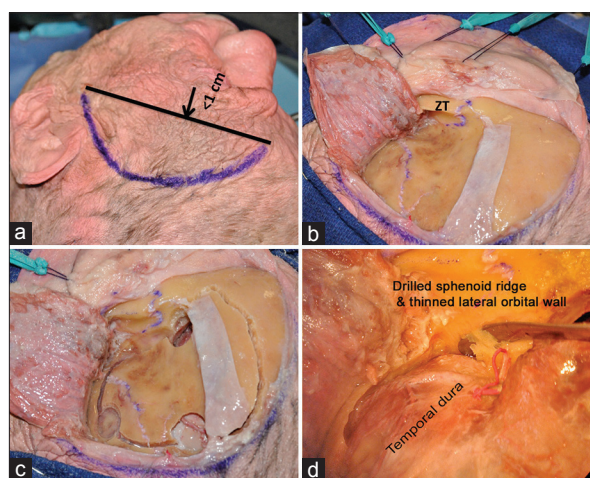 <1 cm
a
ZT
b
c
Drilled sphenoid ridge
& thinned lateral orbital wall
Temporal dura
d